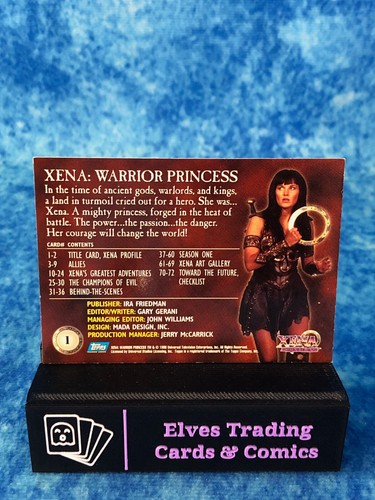 XENA: WARRIOR PRINCESS
In the time of ancient gods, warlords, and kings,
a land in turmoil cried out for a hero. She was...
Xena. A mighty princess, forged in the heat of
battle. The power...the passion...the danger.
Her courage will change the world!
CARD# CONTENTS
1-2 TITLE CARD, XENA PROFILE
3-9 ALLIES
10-24 XENA'S GREATEST ADVENTURES
25-30 THE CHAMPIONS OF EVIL
31-36 BEHIND-THE-SCENES
37-60 SEASON ONE
61-69 XENA ART GALLERY
70-72 TOWARD THE FUTURE,
CHECKLIST
PUBLISHER: IRA FRIEDMAN
EDITOR/WRITER: GARY GERANI
MANAGING EDITOR: JOHN WILLIAMS
DESIGN: MADA DESIGN, INC.
PRODUCTION MANAGER: JERRY McCARRICK
1
Topps
XENA
Elves Trading
Cards & Comics